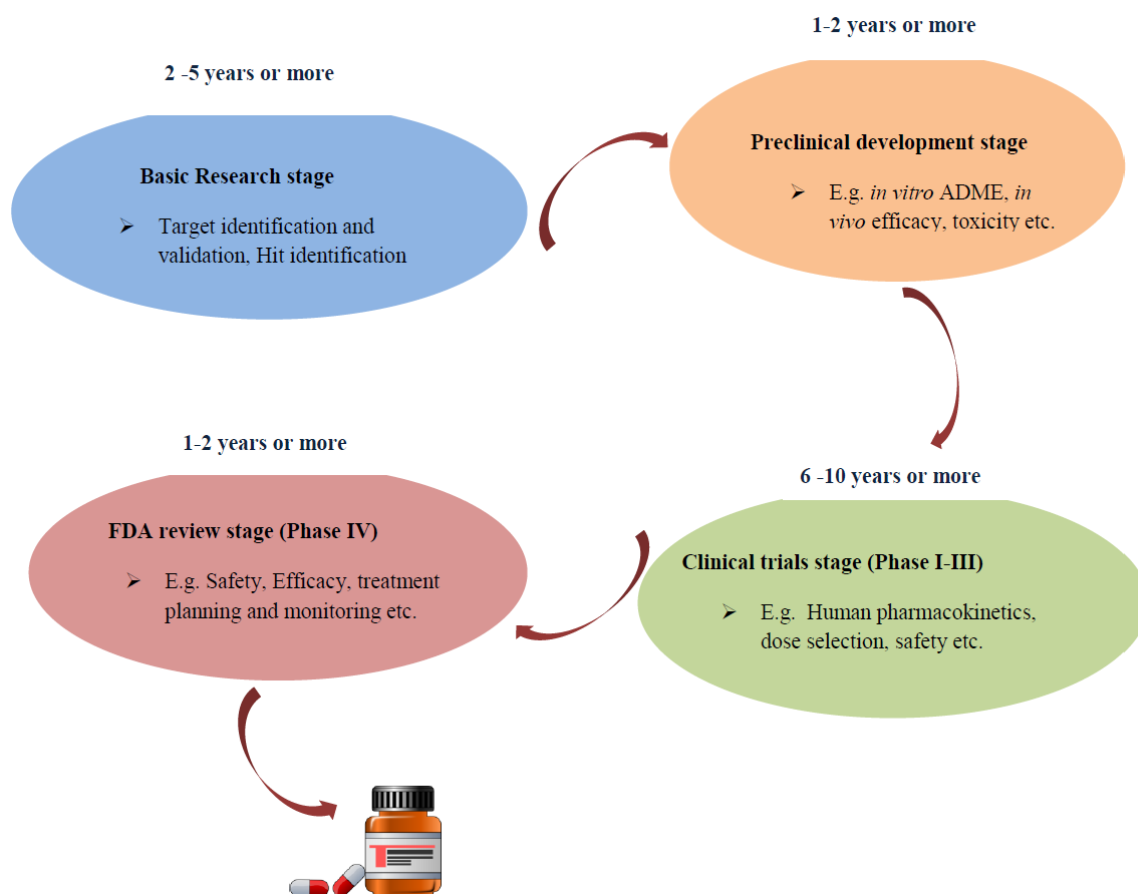 2 -5 years or more
Basic Research stage
➢ Target identification and
validation, Hit identification
1-2 years or more
Preclinical development stage
➢ E.g. in vitro ADME, in
vivo efficacy, toxicity etc.
6 -10 years or more
Clinical trials stage (Phase I-III)
➢ E.g. Human pharmacokinetics,
dose selection, safety etc.
1-2 years or more
FDA review stage (Phase IV)
➢ E.g. Safety, Efficacy, treatment
planning and monitoring etc.